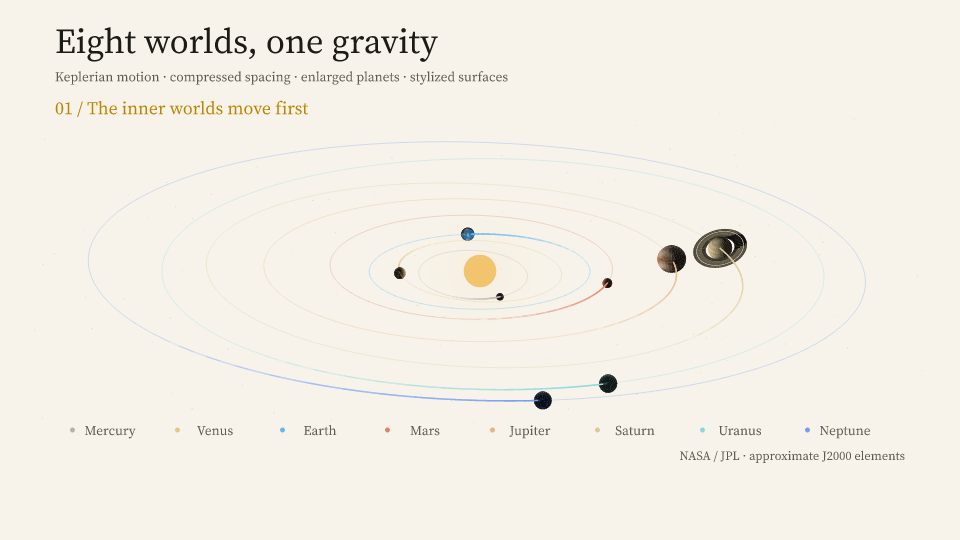 Eight worlds, one gravity
Keplerian motion · compressed spacing · enlarged planets · stylized surfaces
01 / The inner worlds move first
Mercury Venus Earth Mars Jupiter Saturn Uranus Neptune
NASA / JPL · approximate J2000 elements